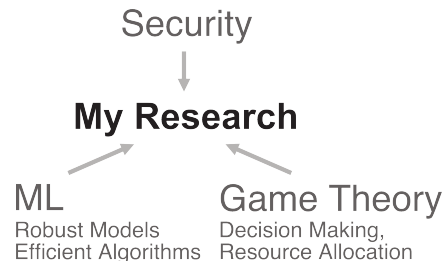 Security
My Research
ML
Robust Models
Efficient Algorithms
Game Theory
Decision Making,
Resource Allocation